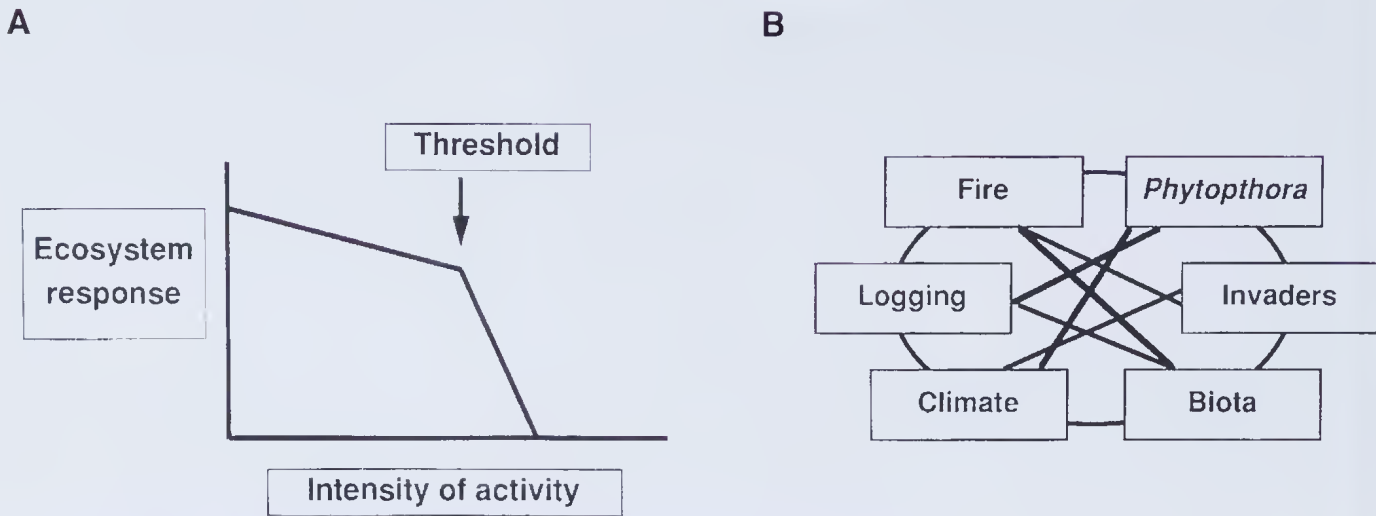 A
Threshold
Ecosystem
response
Intensity of activity
B
Fire
Phytopthora
Logging
Invaders
Climate
Biota